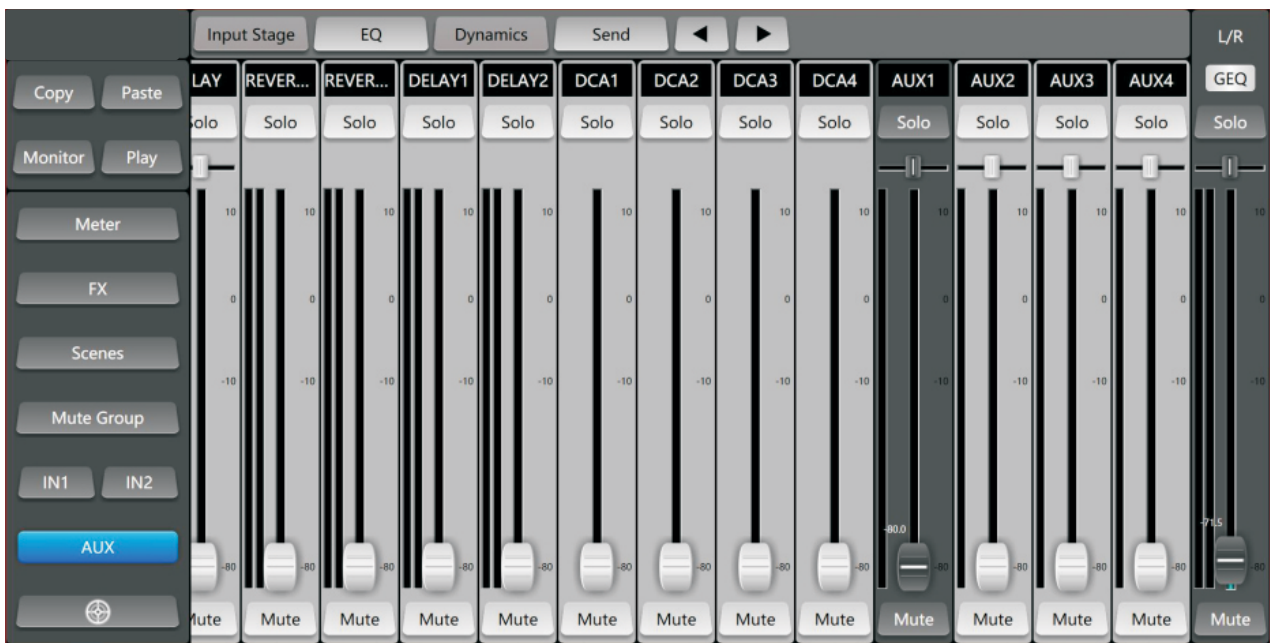 Input Stage EQ Dynamics Send L/R
Copy Paste LAY REVER... REVER... DELAY1 DELAY2 DCA1 DCA2 DCA3 DCA4 AUX1 AUX2 AUX3 AUX4 GEQ
Solo Solo Solo Solo Solo Solo Solo Solo Solo Solo Solo Solo Solo Solo
Monitor Play
Meter 10 10 10 10 10 10 10 10 10 10 10 10 10 10
FX 0 0 0 0 0 0 0 0 0 0 0 0 0 0
Scenes
-10 -10 -10 -10 -10 -10 -10 -10 -10 -10 -10 -10 -10 -10
Mute Group
IN1 IN2
-80.0 -71.5
AUX
-80 -80 -80 -80 -80 -80 -80 -80 -80 -80 -80 -80 -80 -80
Mute Mute Mute Mute Mute Mute Mute Mute Mute Mute Mute Mute Mute Mute